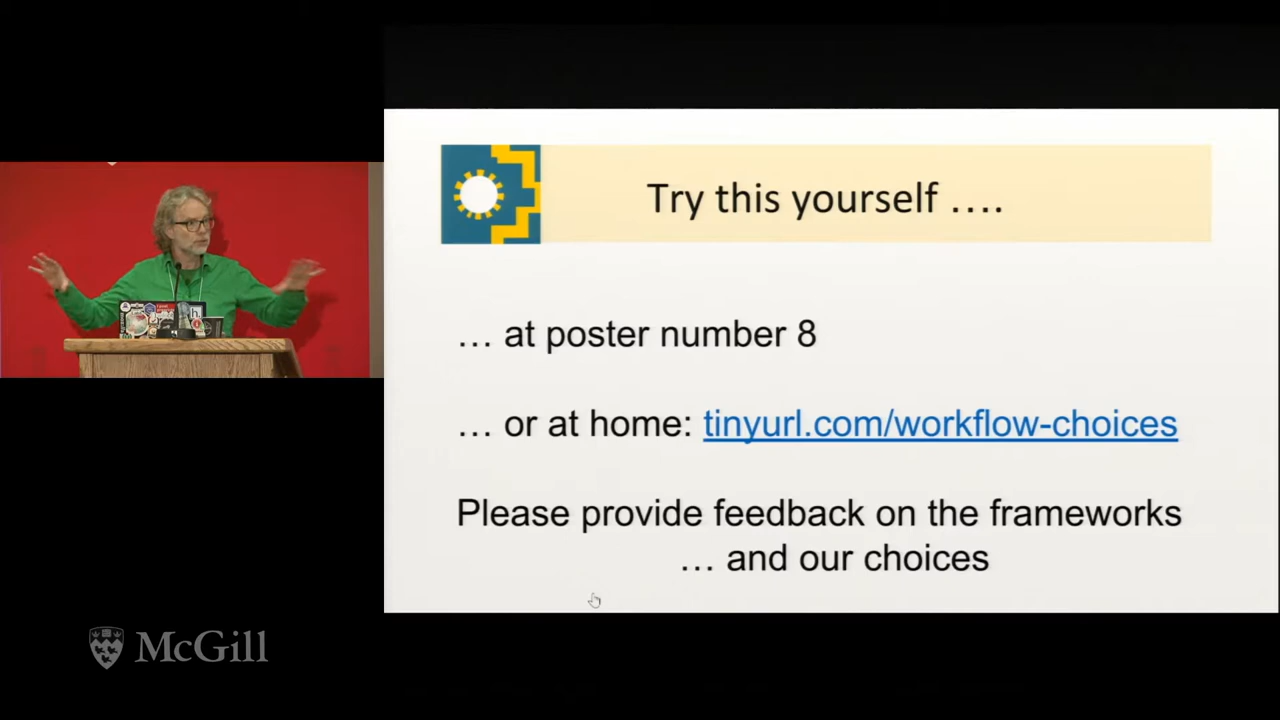 Try this yourself ….
… at poster number 8
… or at home: tinyurl.com/workflow-choices
Please provide feedback on the frameworks
… and our choices
McGill